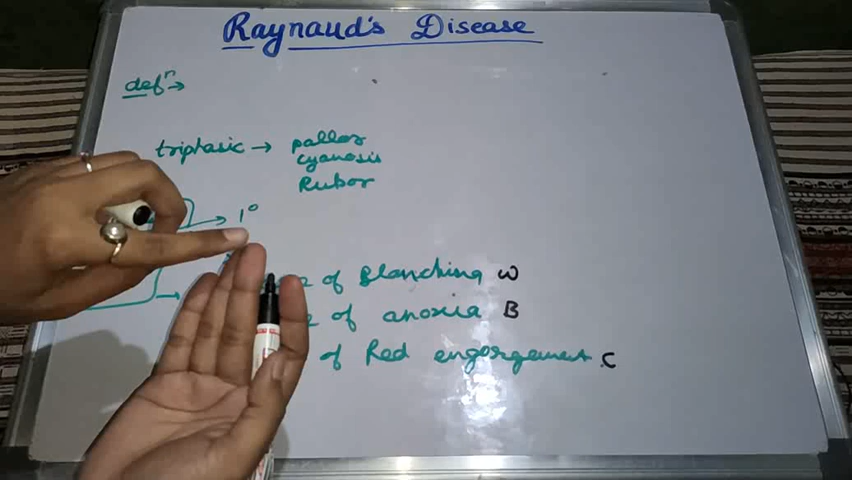 Raynaud's Disease
defⁿ→
triphasic → pallor
cyanosis
Rubor
→ 1°
of Blanching W
of anoxia B
of Red engorgement C